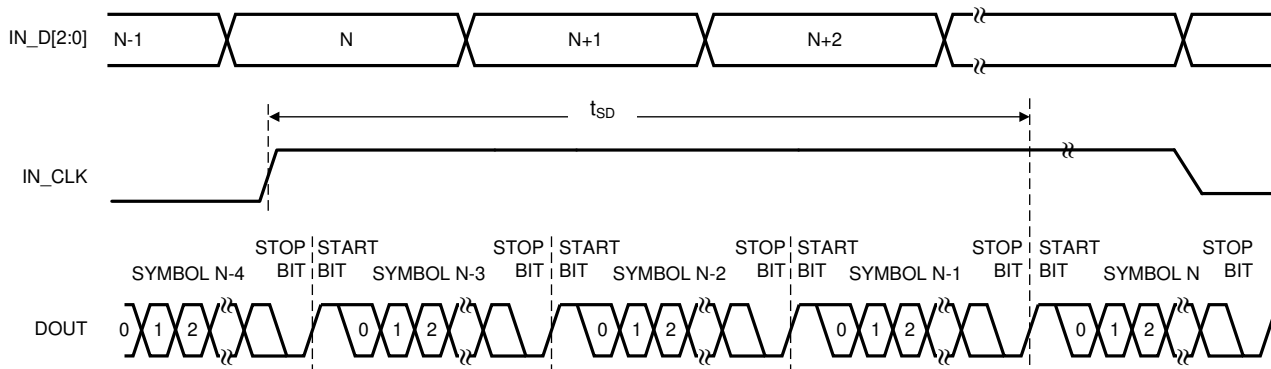 IN_D[2:0] N-1 N N+1 N+2
tSD
IN_CLK
STOP START STOP START STOP START STOP START STOP
BIT BIT BIT BIT BIT BIT BIT BIT BIT
SYMBOL N-4 SYMBOL N-3 SYMBOL N-2 SYMBOL N-1 SYMBOL N
DOUT 0 1 2 0 1 2 0 1 2 0 1 2 0 1 2